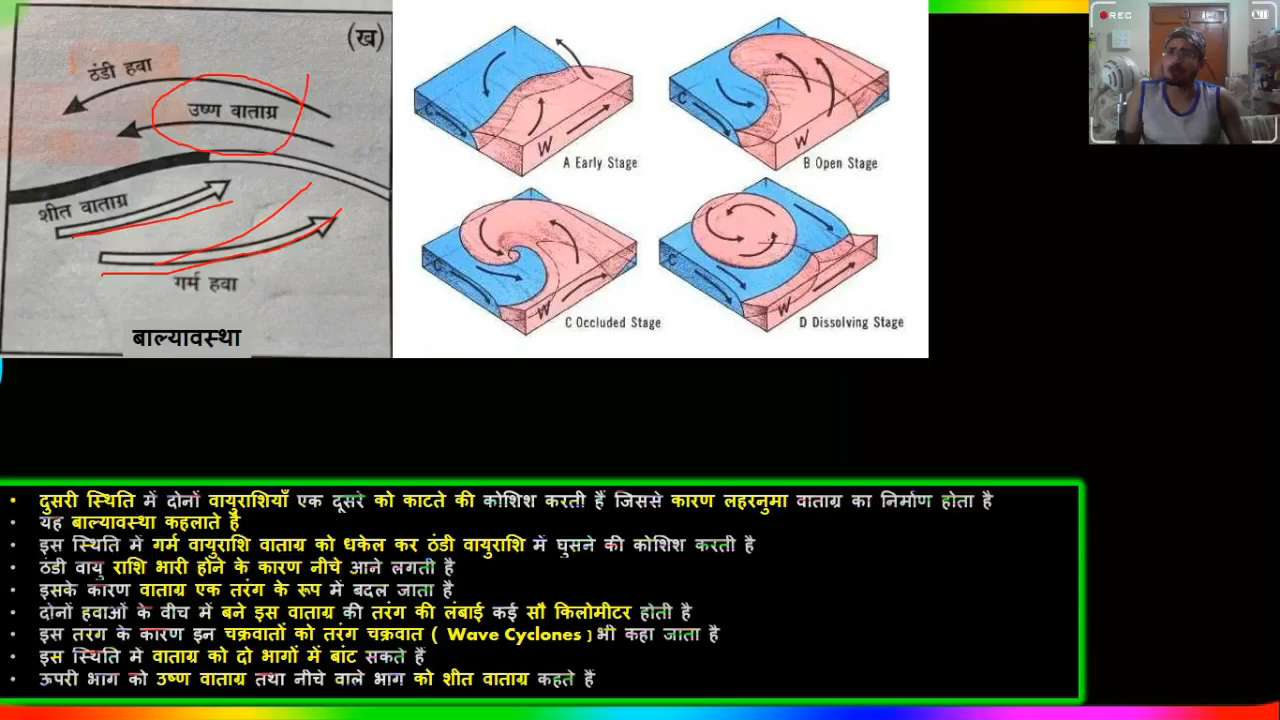 (ख)
ठंडी हवा
उष्ण वाताग्र
शीत वाताग्र
गर्म हवा
बाल्यावस्था
C
W
A Early Stage
C
W
B Open Stage
C
W
C Occluded Stage
C
W
D Dissolving Stage
REC
• दुसरी स्थिति में दोनों वायुराशियाँ एक दूसरे को काटते की कोशिश करती हैं जिससे कारण लहरनुमा वाताग्र का निर्माण होता है
• यह बाल्यावस्था कहलाते है
• इस स्थिति में गर्म वायुराशि वाताग्र को धकेल कर ठंडी वायुराशि में घुसने की कोशिश करती है
• ठंडी वायु राशि भारी होने के कारण नीचे आने लगती है
• इसके कारण वाताग्र एक तरंग के रूप में बदल जाता है
• दोनों हवाओं के वीच में बने इस वाताग्र की तरंग की लंबाई कई सौ किलोमीटर होती है
• इस तरंग के कारण इन चक्रवातों को तरंग चक्रवात ( Wave Cyclones ) भी कहा जाता है
• इस स्थिति में वाताग्र को दो भागों में बांट सकते हैं
• ऊपरी भाग को उष्ण वाताग्र तथा नीचे वाले भाग को शीत वाताग्र कहते हैं